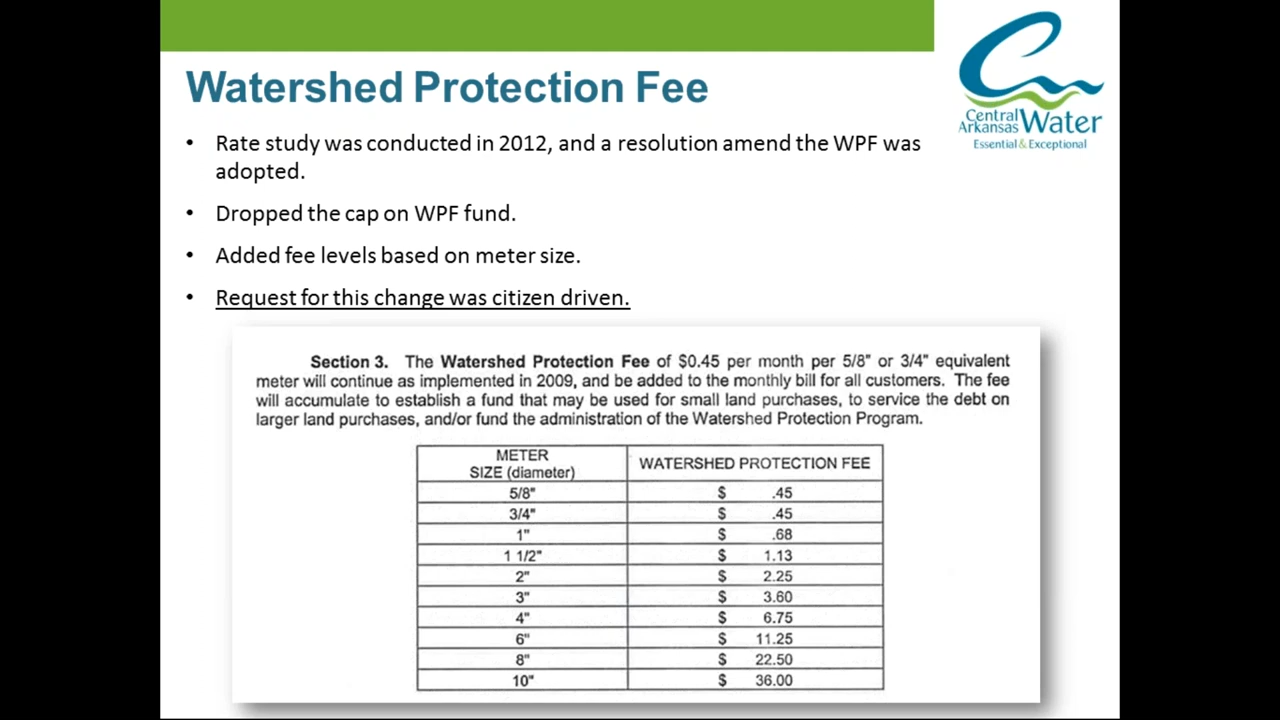 Central
Arkansas Water
Essential & Exceptional
Watershed Protection Fee
• Rate study was conducted in 2012, and a resolution amend the WPF was
adopted.
• Dropped the cap on WPF fund.
• Added fee levels based on meter size.
• Request for this change was citizen driven.
Section 3. The Watershed Protection Fee of $0.45 per month per 5/8" or 3/4" equivalent
meter will continue as implemented in 2009, and be added to the monthly bill for all customers. The fee
will accumulate to establish a fund that may be used for small land purchases, to service the debt on
larger land purchases, and/or fund the administration of the Watershed Protection Program.
METER
SIZE (diameter) WATERSHED PROTECTION FEE
5/8" $ .45
3/4" $ .45
1" $ .68
1 1/2" $ 1.13
2" $ 2.25
3" $ 3.60
4" $ 6.75
6" $ 11.25
8" $ 22.50
10" $ 36.00